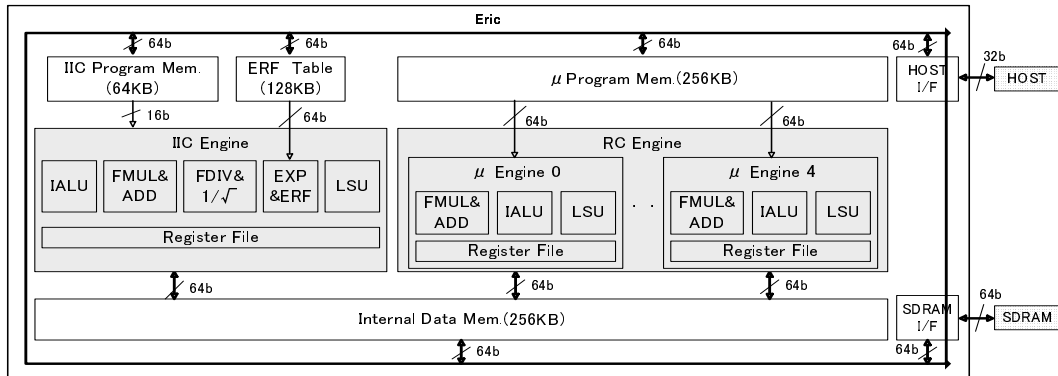 Eric
64b
64b
64b
64b
IIC Program Mem.
(64KB)
ERF Table
(128KB)
μ Program Mem.(256KB)
HOST
I/F
32b
HOST
16b
64b
64b
64b
IIC Engine
RC Engine
IALU
FMUL&
ADD
FDIV&
1/√
EXP
&ERF
LSU
Register File
μ Engine 0
FMUL&
ADD
IALU
LSU
Register File
. .
μ Engine 4
FMUL&
ADD
IALU
LSU
Register File
64b
64b
64b
Internal Data Mem.(256KB)
SDRAM
I/F
64b
SDRAM
64b
64b